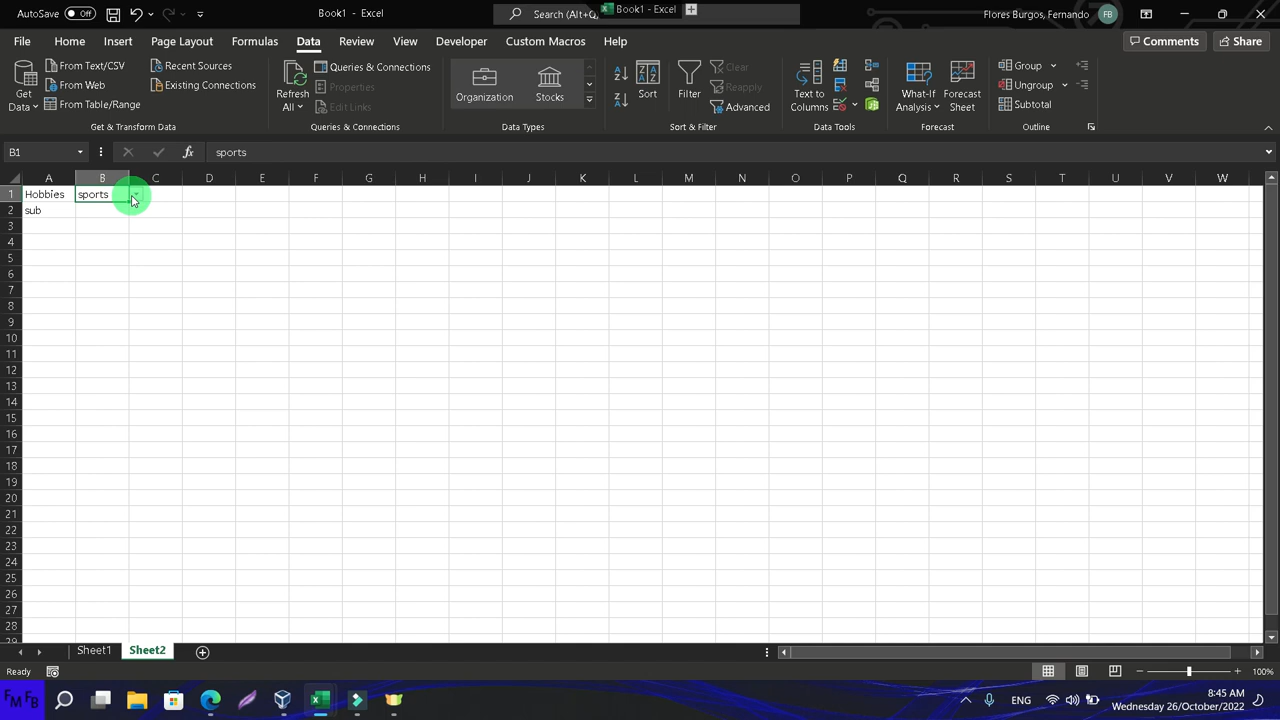 AutoSave Off Book1 - Excel Search (Alt+Q) Book1 - Excel Flores Burgos, Fernando FB
File Home Insert Page Layout Formulas Data Review View Developer Custom Macros Help Comments Share
Get Data
From Text/CSV
From Web
From Table/Range
Recent Sources
Existing Connections
Get & Transform Data
Refresh All
Queries & Connections
Properties
Edit Links
Queries & Connections
Organization
Stocks
Data Types
Sort
Filter
Clear
Reapply
Advanced
Sort & Filter
Text to Columns
Data Tools
What-If Analysis
Forecast Sheet
Forecast
Group
Ungroup
Subtotal
Outline
B1 fx sports
A B C D E F G H I J K L M N O P Q R S T U V W
1 Hobbies sports
2 sub
3
4
5
6
7
8
9
10
11
12
13
14
15
16
17
18
19
20
21
22
23
24
25
26
27
28
29
Sheet1 Sheet2
Ready 100%
FM FB ENG 8:45 AM
Wednesday 26/October/2022